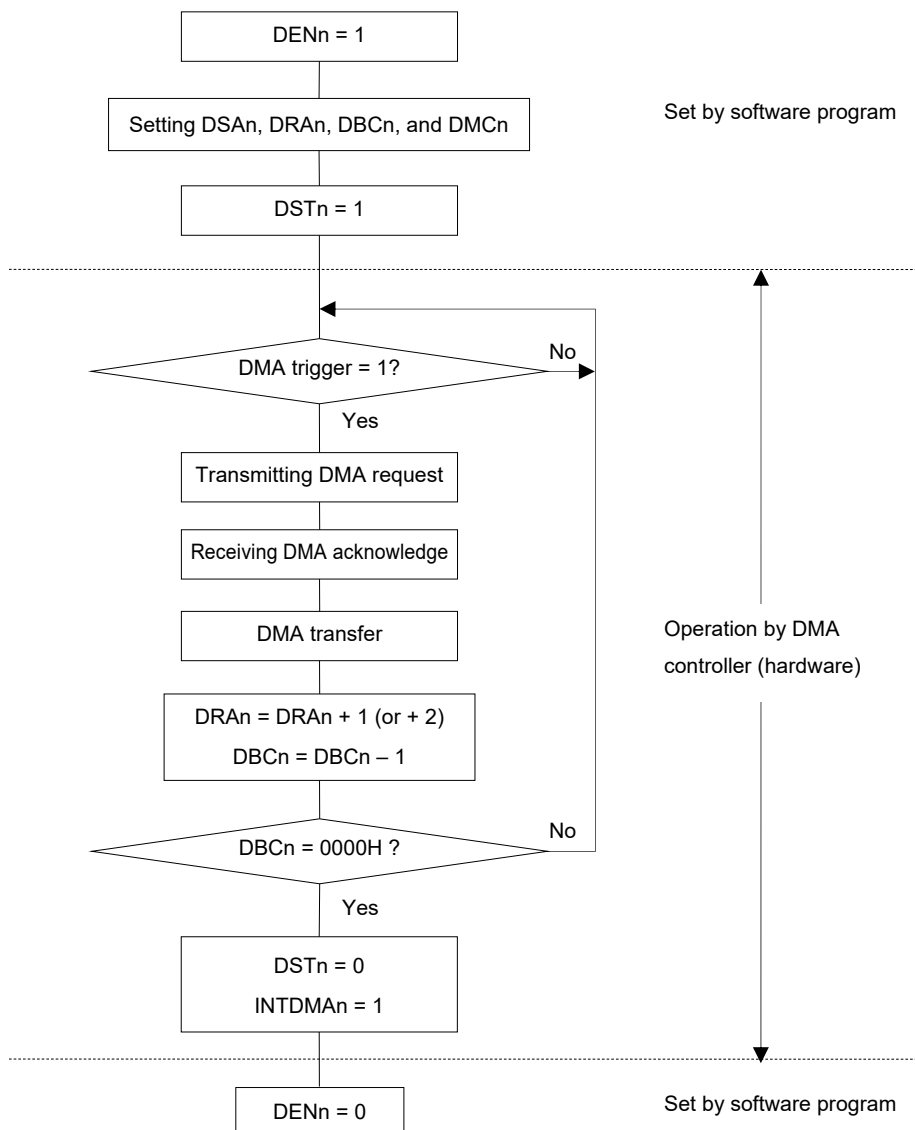 DENn = 1
Setting DSAn, DRAn, DBCn, and DMCn
Set by software program
DSTn = 1
DMA trigger = 1?
No
Yes
Transmitting DMA request
Receiving DMA acknowledge
DMA transfer
Operation by DMA
controller (hardware)
DRAn = DRAn + 1 (or + 2)
DBCn = DBCn – 1
DBCn = 0000H ?
No
Yes
DSTn = 0
INTDMAn = 1
DENn = 0
Set by software program